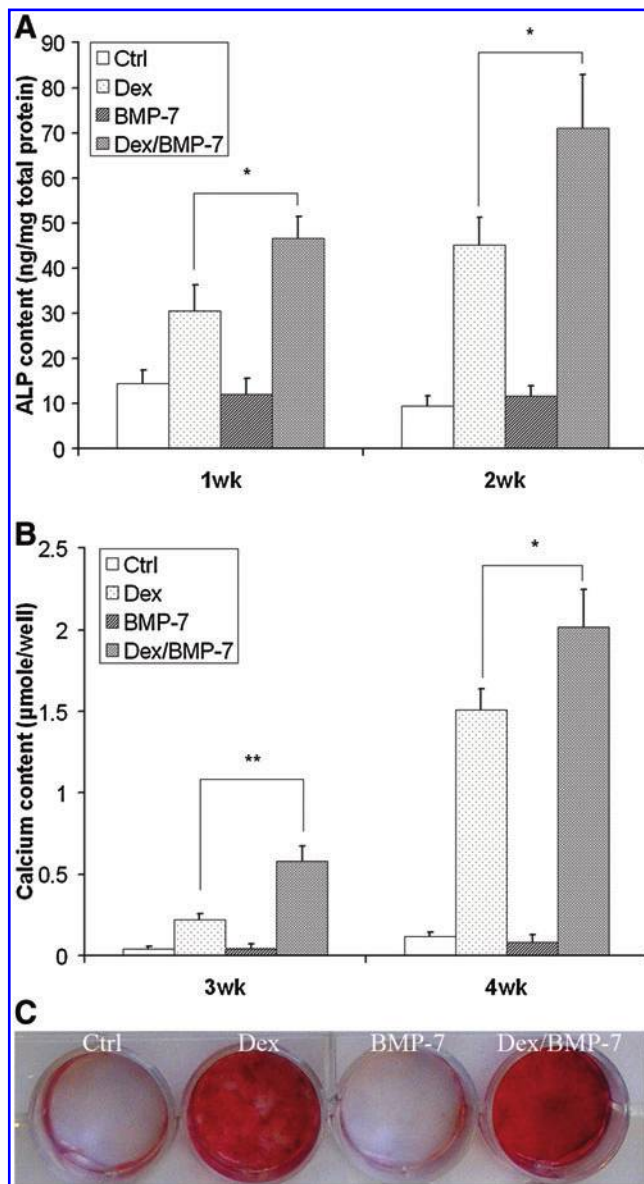 A
Ctrl
Dex
BMP-7
Dex/BMP-7
ALP content (ng/mg total protein)
90
80
70
60
50
40
30
20
10
0
*
*
1wk 2wk
B
Ctrl
Dex
BMP-7
Dex/BMP-7
Calcium content (μmole/well)
2.5
2
1.5
1
0.5
0
**
*
3wk 4wk
C
Ctrl Dex BMP-7 Dex/BMP-7